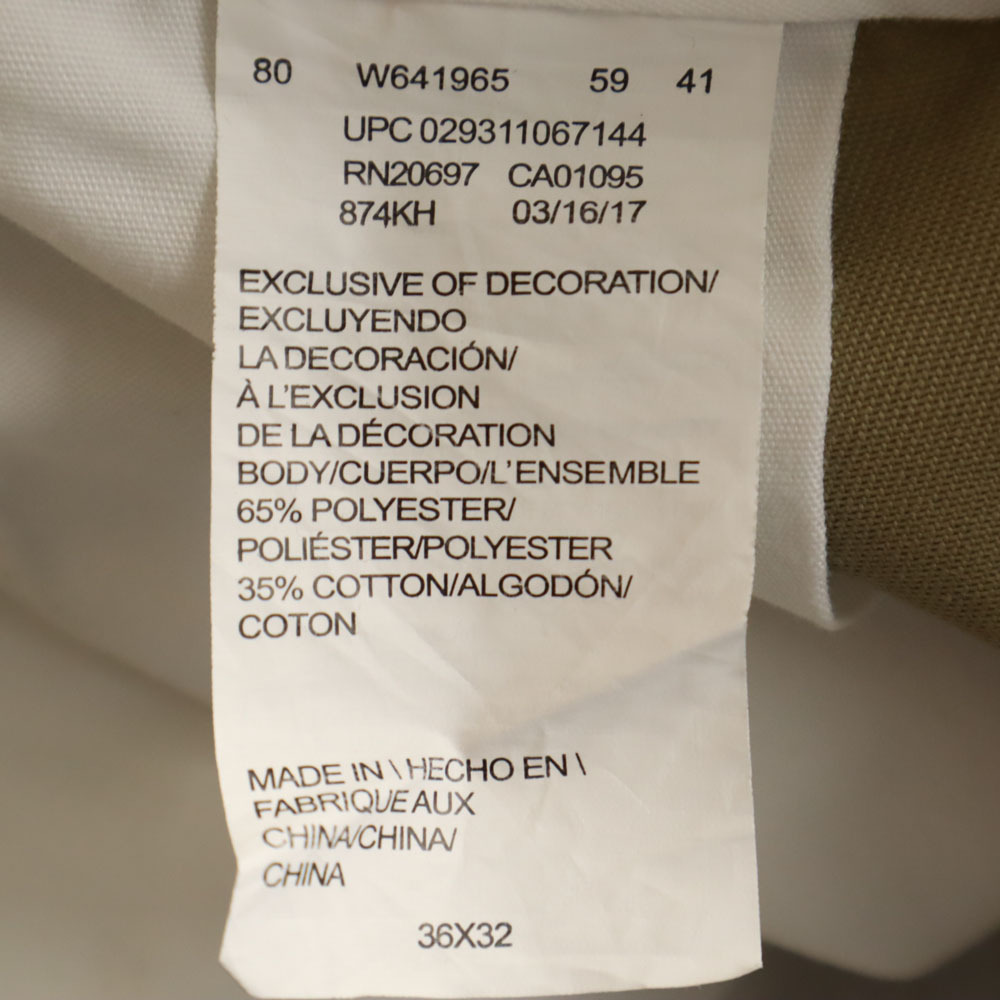 80 W641965 59 41
UPC 029311067144
RN20697 CA01095
874KH 03/16/17
EXCLUSIVE OF DECORATION/
EXCLUYENDO
LA DECORACIÓN/
À L'EXCLUSION
DE LA DÉCORATION
BODY/CUERPO/L'ENSEMBLE
65% POLYESTER/
POLIÉSTER/POLYESTER
35% COTTON/ALGODÓN/
COTON
MADE IN \ HECHO EN \
FABRIQUE AUX
CHINA/CHINA/
CHINA
36X32